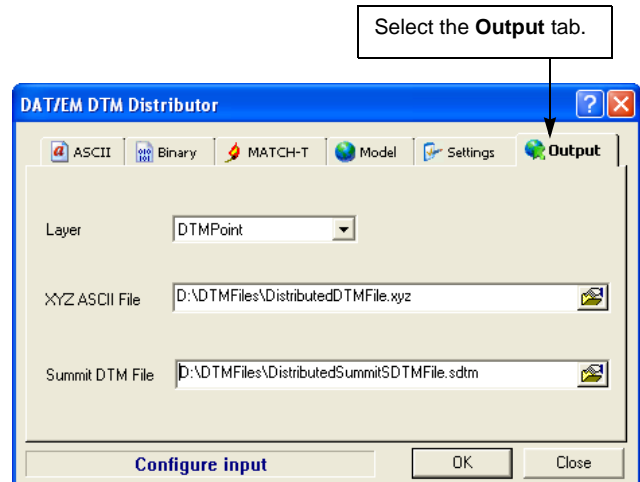 Select the Output tab.
DAT/EM DTM Distributor
ASCII Binary MATCH-T Model Settings Output
Layer DTMPoint
XYZ ASCII File D:\DTMFiles\DistributedDTMFile.xyz
Summit DTM File D:\DTMFiles\DistributedSummitSDTMFile.sdtm
Configure input OK Close